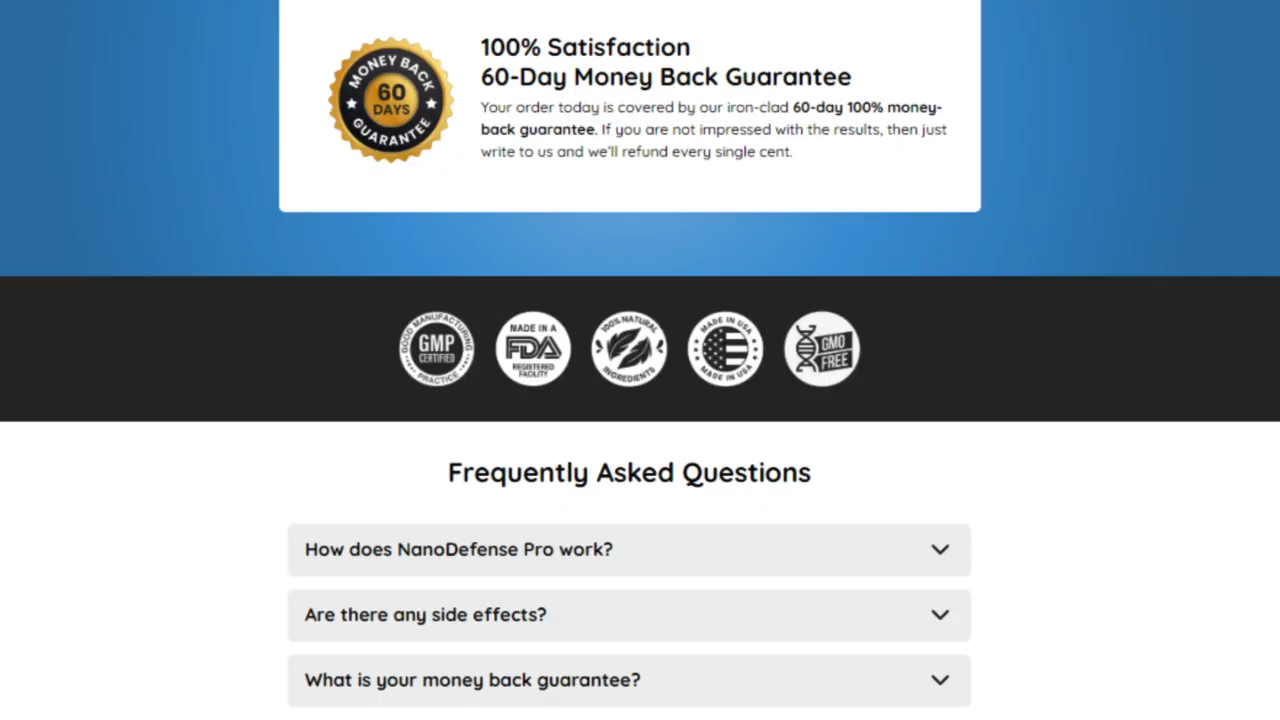 MONEY BACK
60
DAYS
GUARANTEE
100% Satisfaction
60-Day Money Back Guarantee
Your order today is covered by our iron-clad 60-day 100% money-
back guarantee. If you are not impressed with the results, then just
write to us and we'll refund every single cent.
GOOD MANUFACTURING
GMP
CERTIFIED
PRACTICE
MADE IN A
FDA
REGISTERED
FACILITY
100% NATURAL
INGREDIENTS
MADE IN USA
MADE IN USA
GMO
FREE
Frequently Asked Questions
How does NanoDefense Pro work?
Are there any side effects?
What is your money back guarantee?